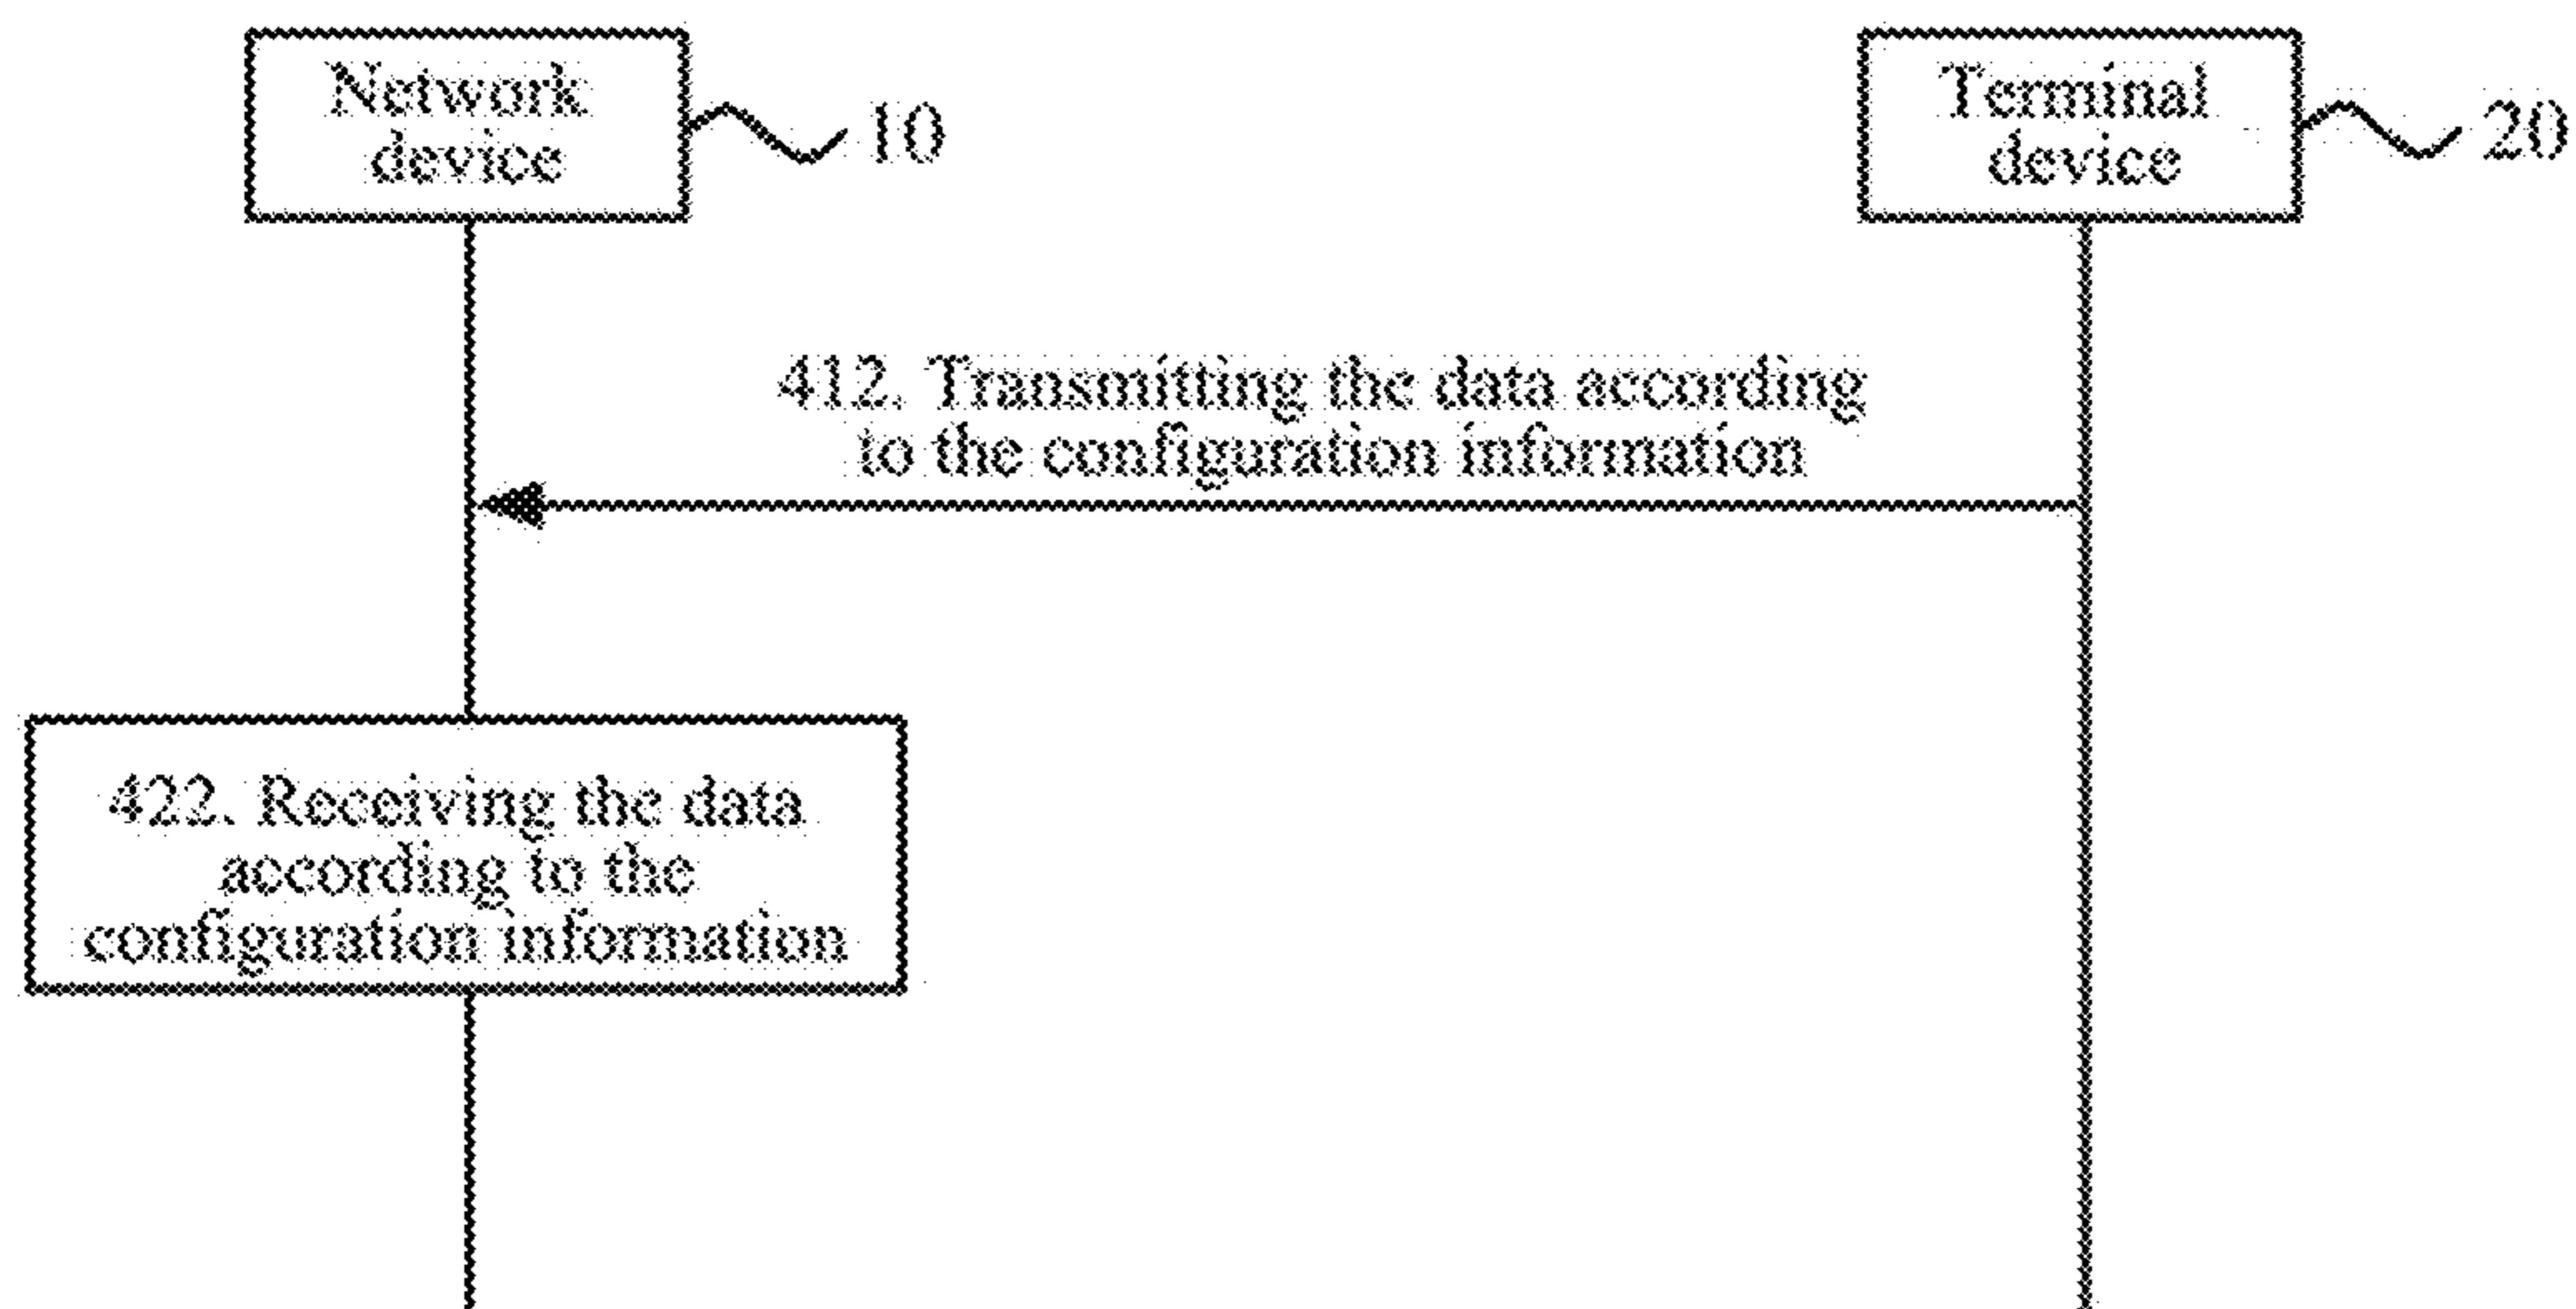 Network
device
10
Terminal
device
20
412. Transmitting the data according
to the configuration information
422. Receiving the data
according to the
configuration information